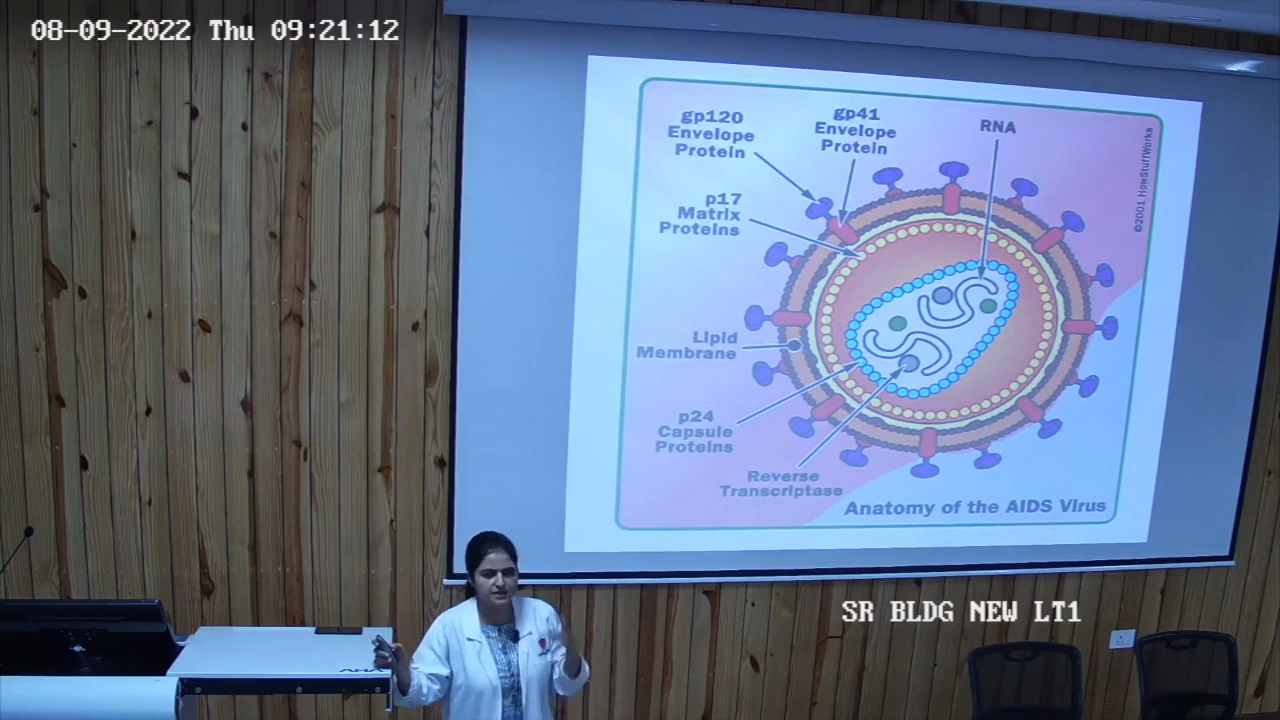 08-09-2022 Thu 09:21:12
gp120
Envelope
Protein
gp41
Envelope
Protein
RNA
©2001 HowStuffWorks
p17
Matrix
Proteins
Lipid
Membrane
p24
Capsule
Proteins
Reverse
Transcriptase
Anatomy of the AIDS Virus
SR BLDG NEW LT1
AHA